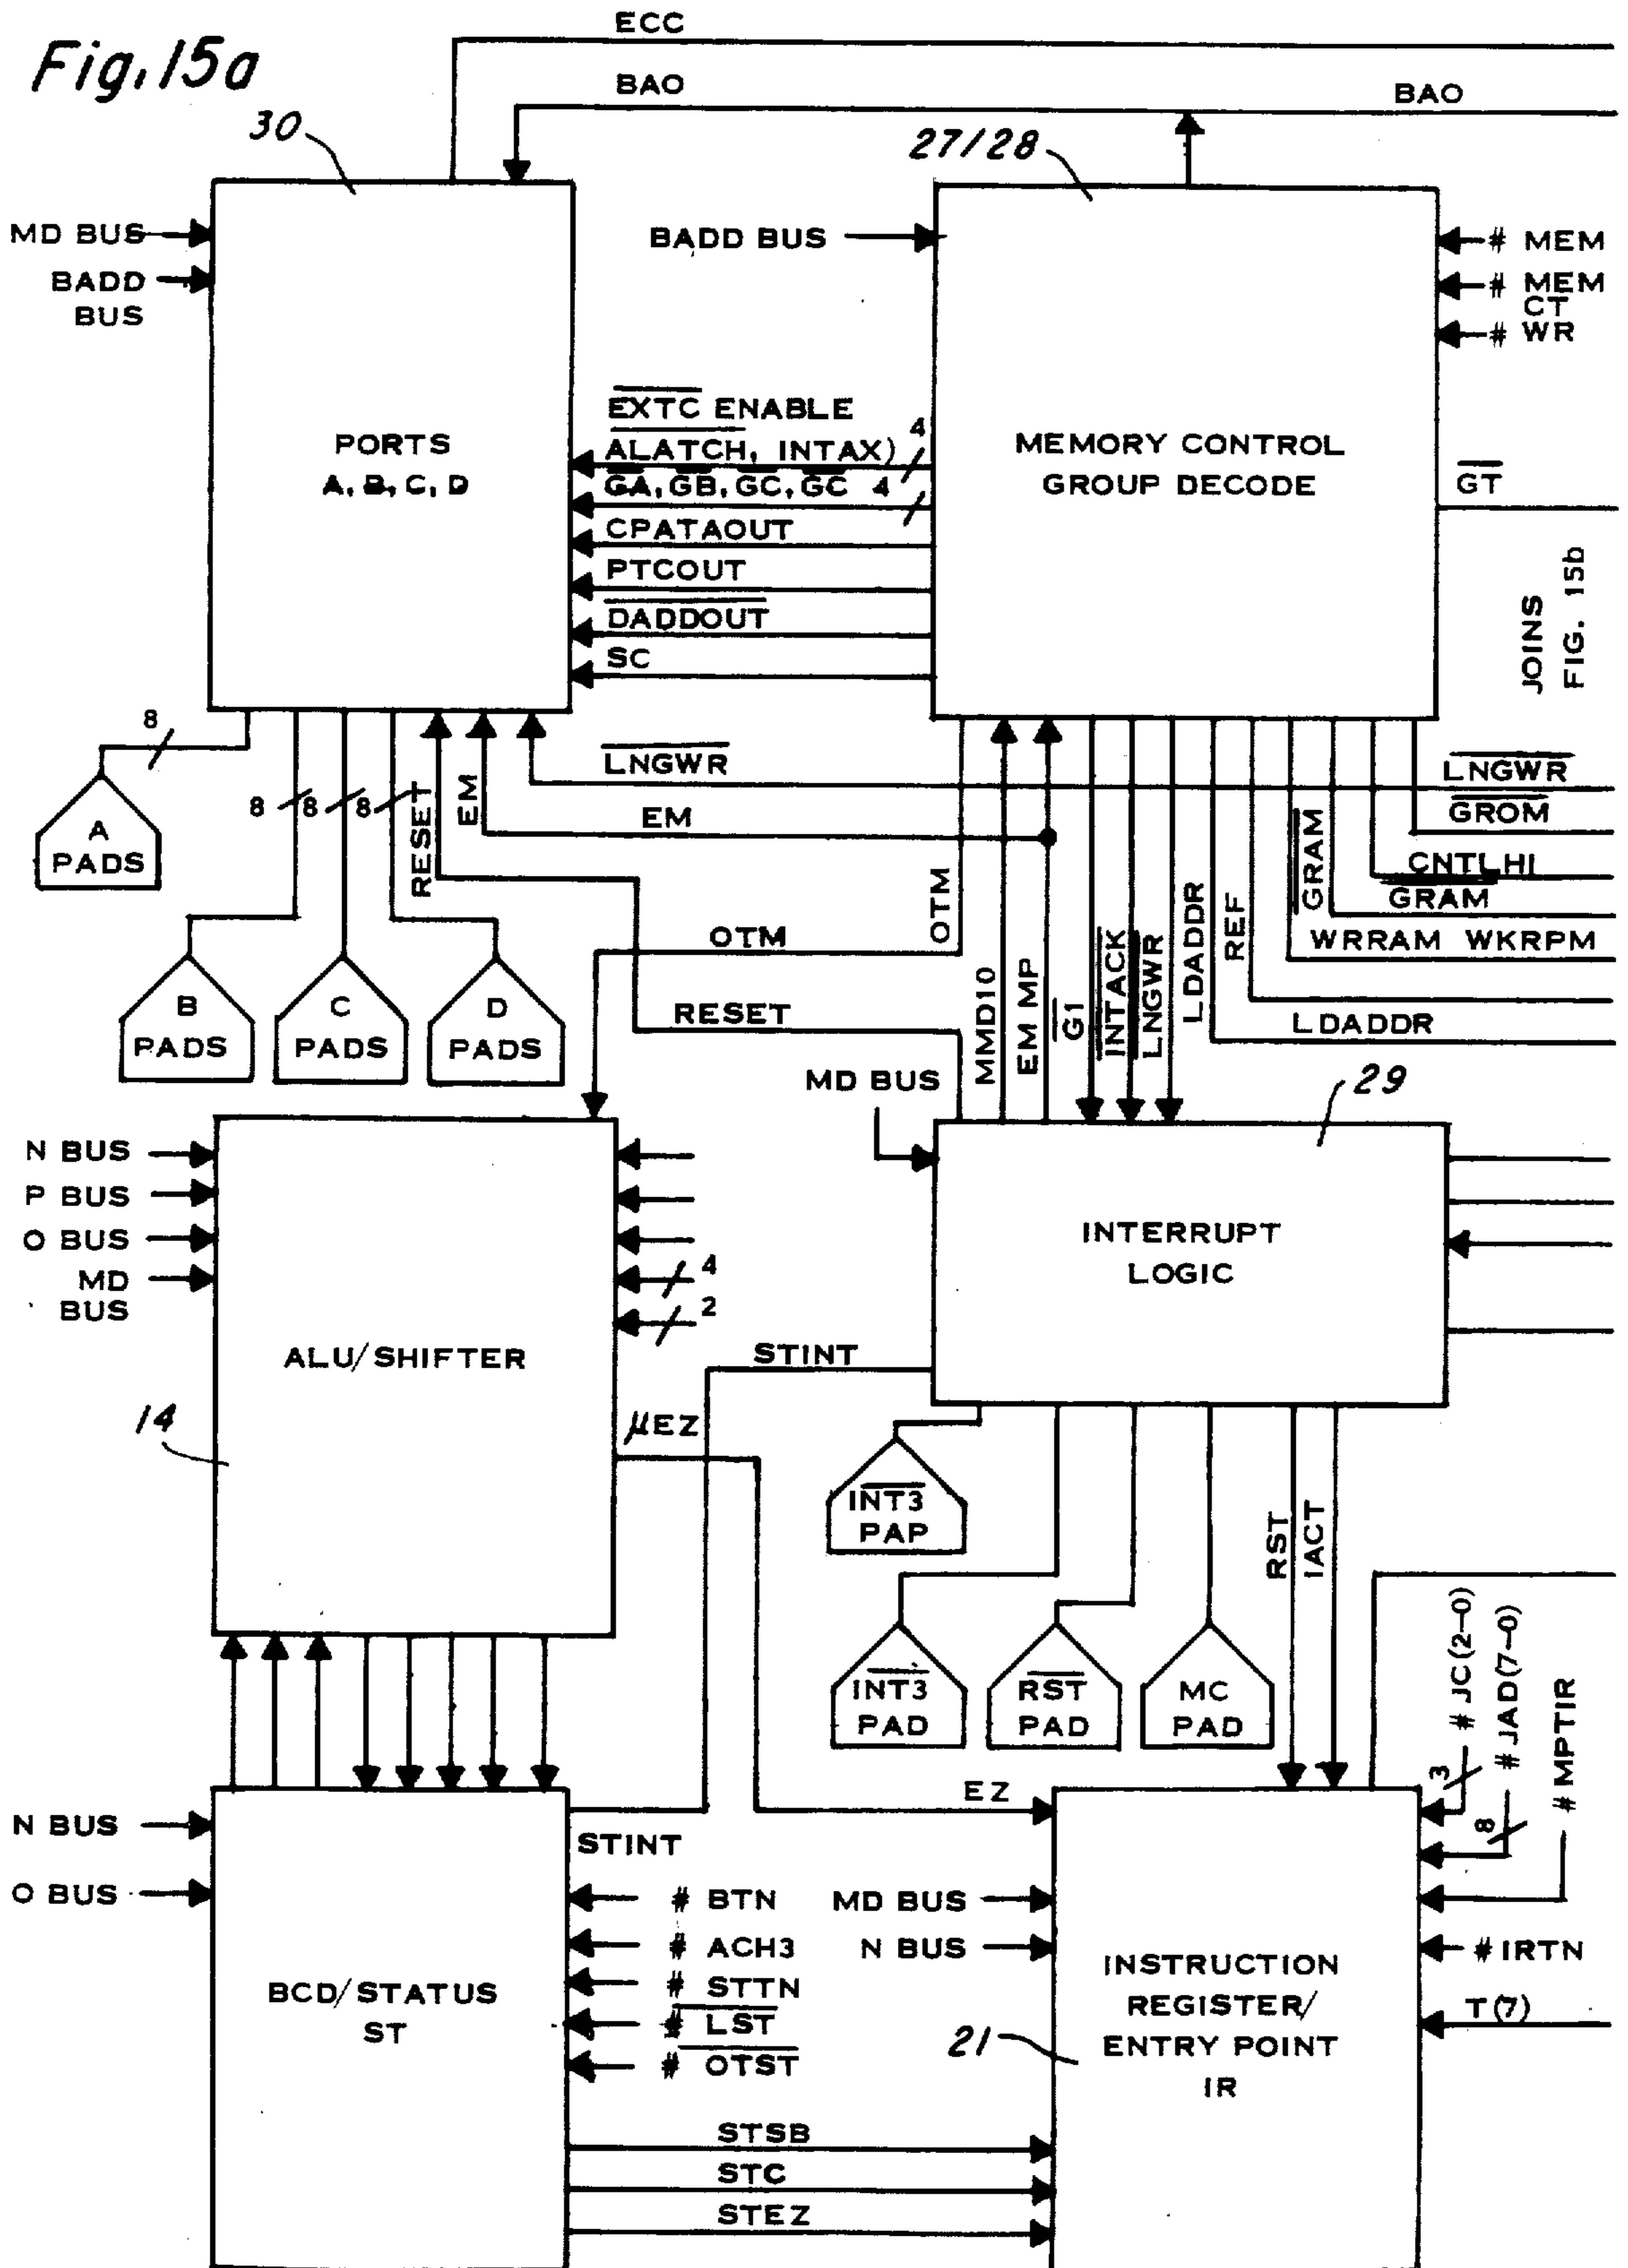 Fig. 15a
ECC
BAO
BAO
30
27/28
MD BUS
BADD
BUS
BADD BUS
# MEM
# MEM
CT
# WR
PORTS
A, B, C, D
EXTC ENABLE
ALATCH, INTAX)
4
GA, GB, GC, GC 4
CPATAOUT
PTCOUT
DADDOUT
SC
MEMORY CONTROL
GROUP DECODE
GT
JOINS
FIG. 15b
8
A
PADS
8
8
8
RESET
EM
LNGWR
EM
LNGWR
GROM
CNTLHI
GRAM
WRRAM WKRPM
LDADDR
OTM
OTM
MMD10
EM MP
G1
INTACK
LNGWR
LDADDR
REF
GRAM
B
PADS
C
PADS
D
PADS
RESET
MD BUS
29
N BUS
P BUS
O BUS
MD
BUS
4
2
ALU/SHIFTER
14
INTERRUPT
LOGIC
STINT
μEZ
INT3
PAP
INT3
PAD
RST
PAD
MC
PAD
RST
IACT
# JC(2-0)
# JAD(7-0)
# MPTIR
3
8
EZ
N BUS
O BUS
STINT
# BTN
# ACH3
# STTN
# LST
# OTST
BCD/STATUS
ST
MD BUS
N BUS
# IRTN
T(7)
INSTRUCTION
REGISTER/
ENTRY POINT
IR
21
STSB
STC
STEZ